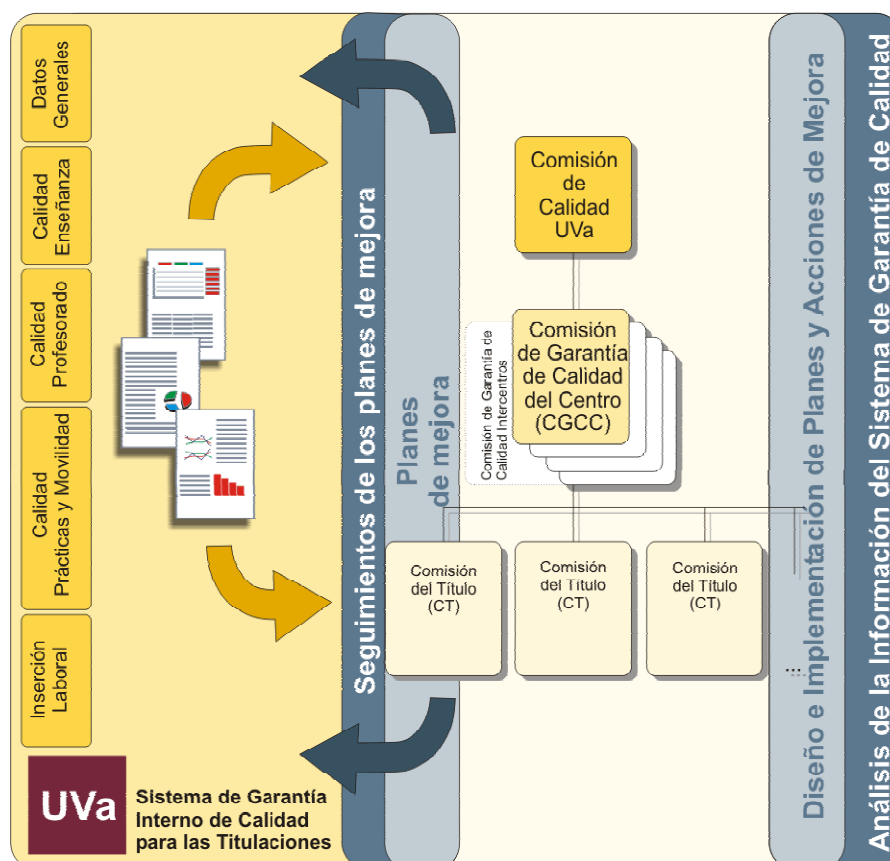 Datos
Generales
Calidad
Enseñanza
Calidad
Profesorado
Calidad
Prácticas y Movilidad
Inserción
Laboral
UVa
Sistema de Garantía
Interno de Calidad
para las Titulaciones
Seguimientos de los planes de mejora
Planes
de mejora
Comisión
de
Calidad
UVa
Comisión de Garantía de
Calidad Intercentros
Comisión
de Garantía
de Calidad
del Centro
(CGCC)
Comisión
del Título
(CT)
Comisión
del Título
(CT)
Comisión
del Título
(CT)
...
Diseño e Implementación de Planes y Acciones de Mejora
Análisis de la Información del Sistema de Garantía de Calidad